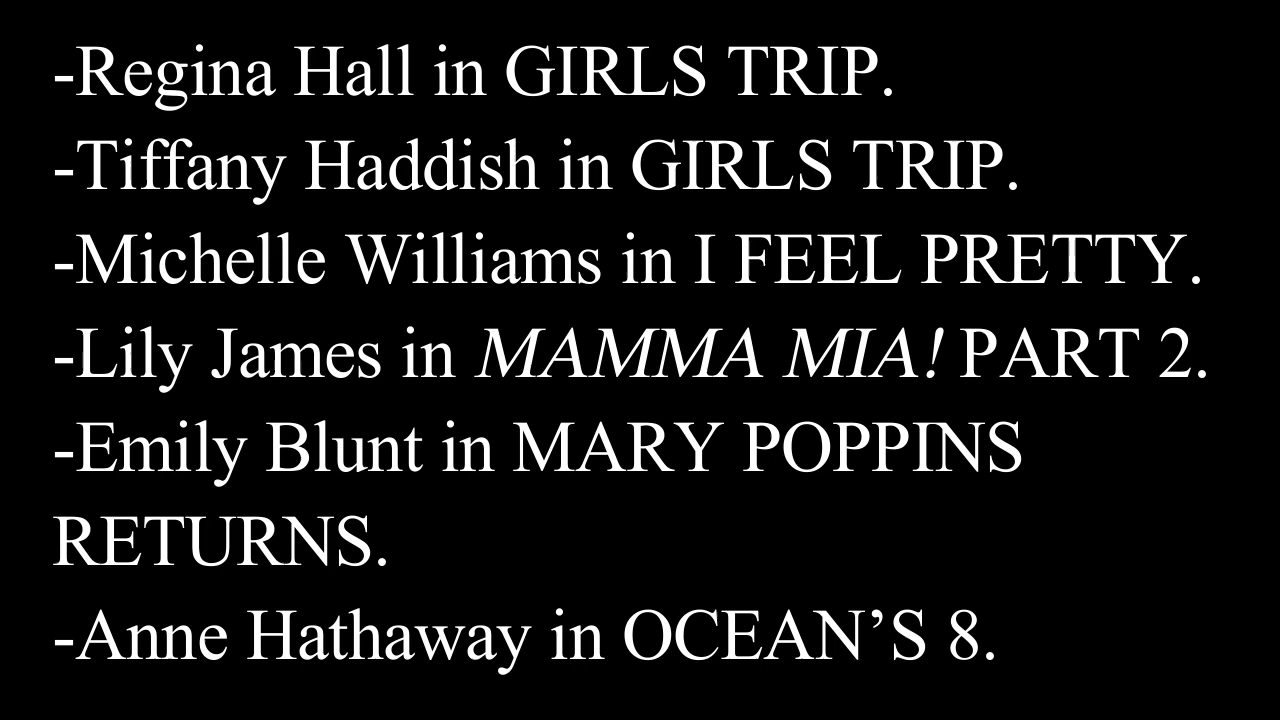 -Regina Hall in GIRLS TRIP.
-Tiffany Haddish in GIRLS TRIP.
-Michelle Williams in I FEEL PRETTY.
-Lily James in MAMMA MIA! PART 2.
-Emily Blunt in MARY POPPINS
RETURNS.
-Anne Hathaway in OCEAN’S 8.